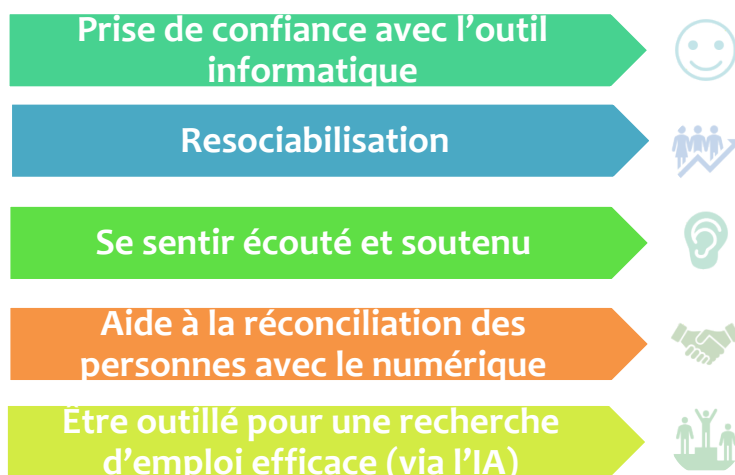 Prise de confiance avec l’outil
informatique
Resociabilisation
Se sentir écouté et soutenu
Aide à la réconciliation des
personnes avec le numérique
Être outillé pour une recherche
d’emploi efficace (via l’IA)